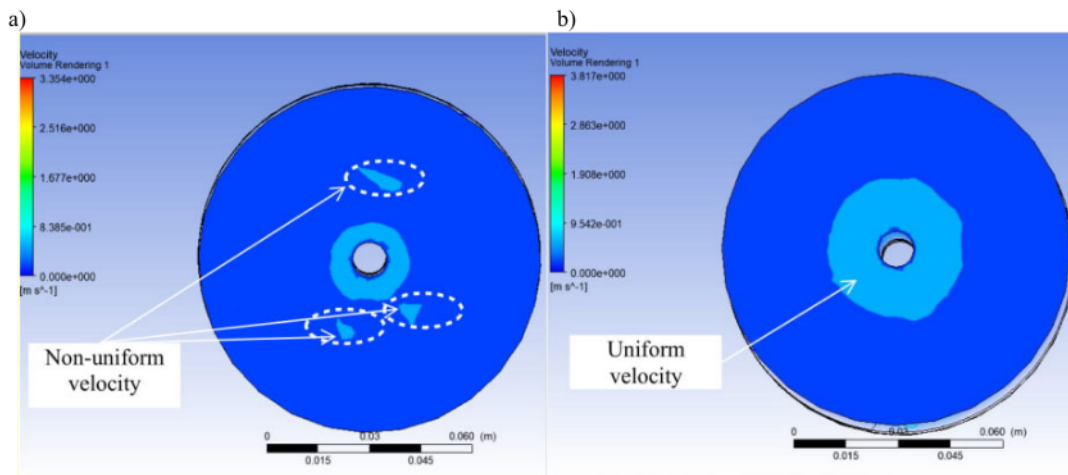 a)
Velocity
Volume Rendering 1
3.354e+000
2.516e+000
1.677e+000
8.385e-001
0.000e+000
[m s^-1]
Non-uniform
velocity
0 0.03 0.060 (m)
0.015 0.045
b)
Velocity
Volume Rendering 1
3.817e+000
2.863e+000
1.908e+000
9.542e-001
0.000e+000
[m s^-1]
Uniform
velocity
0 0.03 0.060 (m)
0.015 0.045